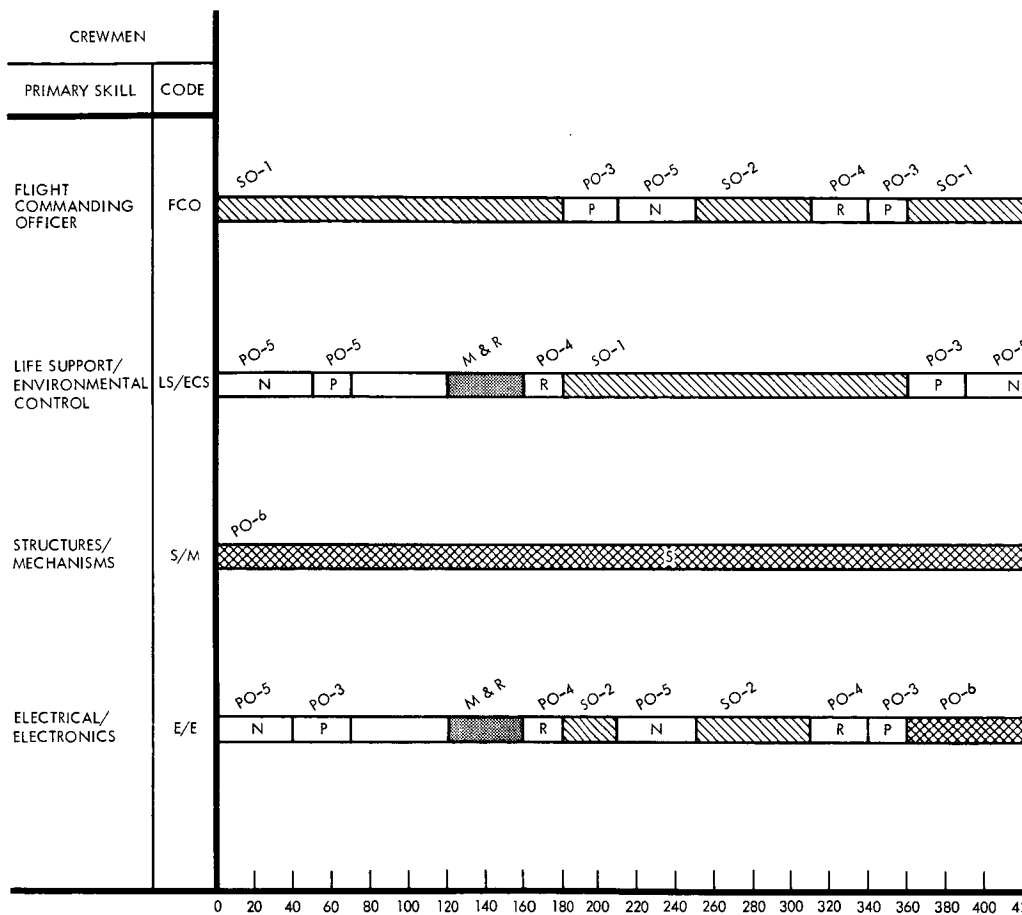 CREWMEN
PRIMARY SKILL CODE
SO-1 PO-3 PO-5 SO-2 PO-4 PO-3 SO-1
FLIGHT
COMMANDING FCO P N R P
OFFICER
PO-5 PO-5 M & R PO-4 SO-1 PO-3
LIFE SUPPORT/
ENVIRONMENTAL LS/ECS N P R P N
CONTROL
PO-6
STRUCTURES/
MECHANISMS S/M S
PO-5 PO-3 M & R PO-4 SO-2 PO-5 SO-2 PO-4 PO-3 PO-6
ELECTRICAL/
ELECTRONICS E/E N P R N R P
0 20 40 60 80 100 120 140 160 180 200 220 240 260 280 300 320 340 360 380 400